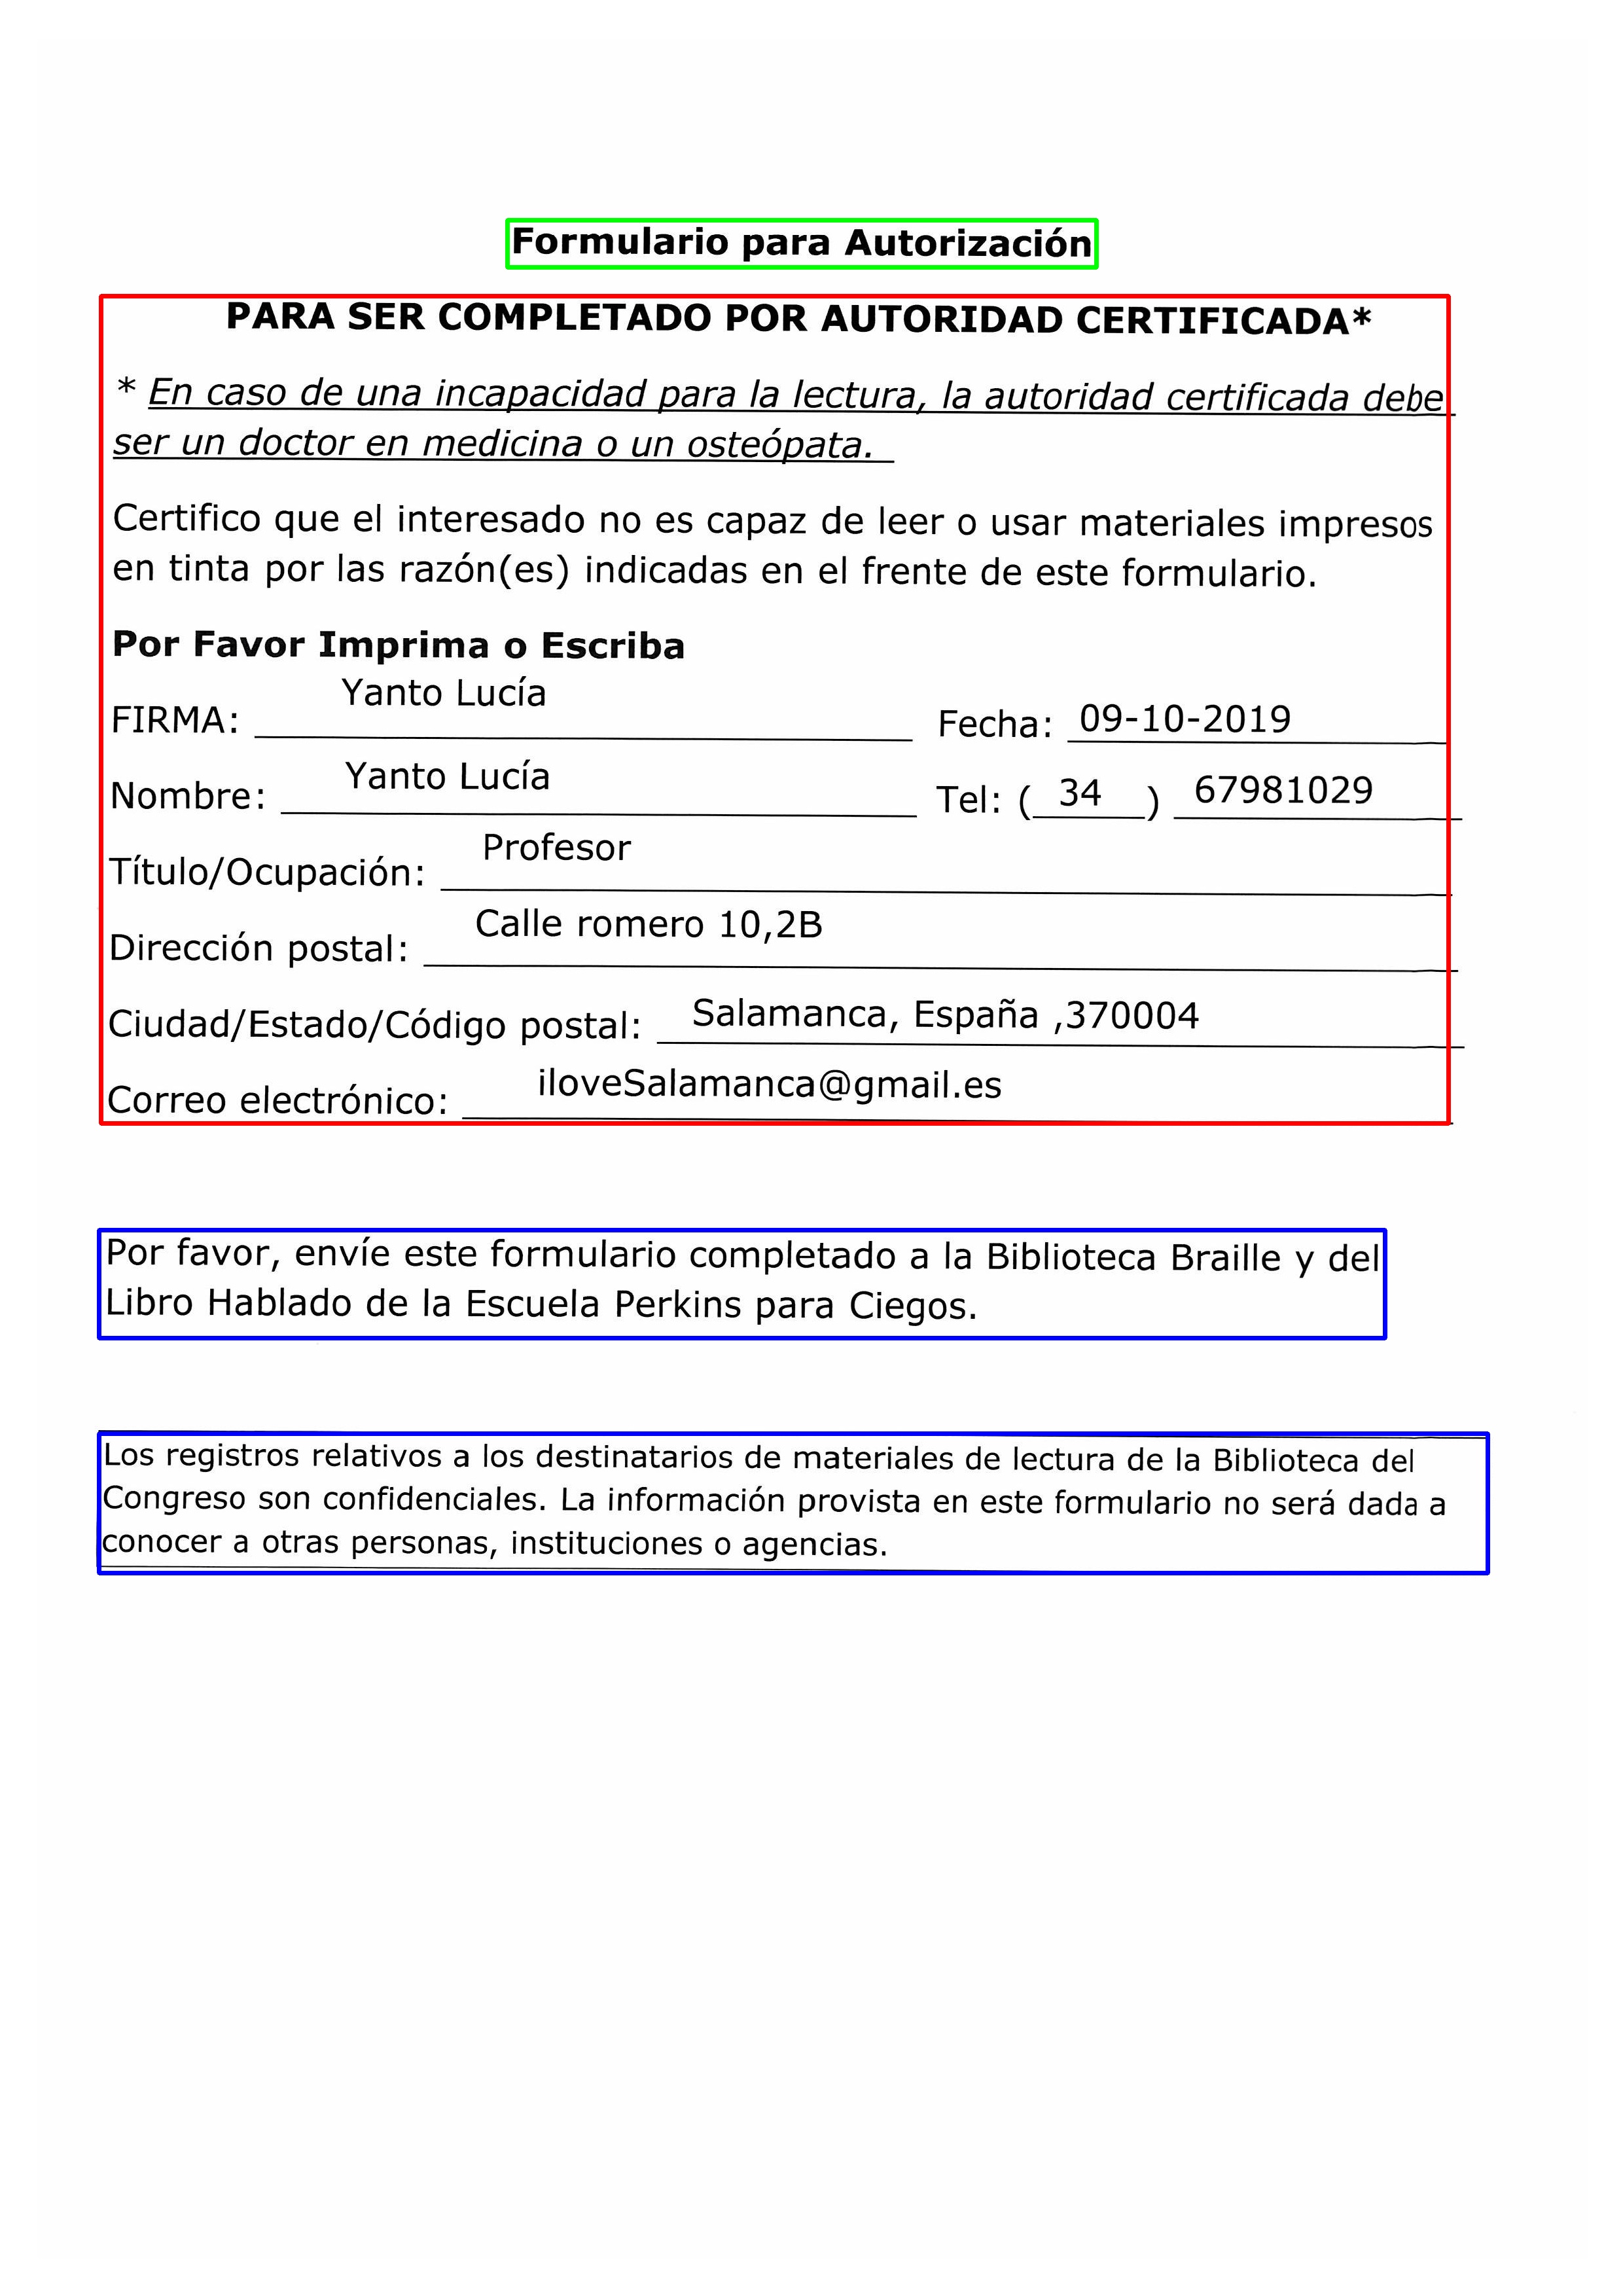 Formulario para Autorización
PARA SER COMPLETADO POR AUTORIDAD CERTIFICADA*
* En caso de una incapacidad para la lectura, la autoridad certificada debe
ser un doctor en medicina o un osteópata.
Certifico que el interesado no es capaz de leer o usar materiales impresos
en tinta por las razón(es) indicadas en el frente de este formulario.
Por Favor Imprima o Escriba
FIRMA: Yanto Lucía Fecha: 09-10-2019
Nombre: Yanto Lucía Tel: ( 34 ) 67981029
Título/Ocupación: Profesor
Dirección postal: Calle romero 10,2B
Ciudad/Estado/Código postal: Salamanca, España ,370004
Correo electrónico: iloveSalamanca@gmail.es
Por favor, envíe este formulario completado a la Biblioteca Braille y del
Libro Hablado de la Escuela Perkins para Ciegos.
Los registros relativos a los destinatarios de materiales de lectura de la Biblioteca del
Congreso son confidenciales. La información provista en este formulario no será dada a
conocer a otras personas, instituciones o agencias.